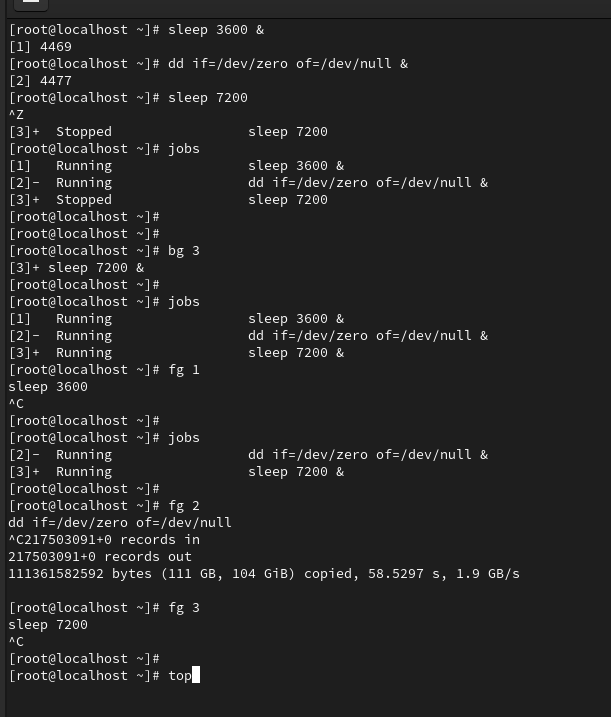 [root@localhost ~]# sleep 3600 &
[1] 4469
[root@localhost ~]# dd if=/dev/zero of=/dev/null &
[2] 4477
[root@localhost ~]# sleep 7200
^Z
[3]+  Stopped                 sleep 7200
[root@localhost ~]# jobs
[1]   Running                 sleep 3600 &
[2]-  Running                 dd if=/dev/zero of=/dev/null &
[3]+  Stopped                 sleep 7200
[root@localhost ~]#
[root@localhost ~]#
[root@localhost ~]# bg 3
[3]+ sleep 7200 &
[root@localhost ~]#
[root@localhost ~]# jobs
[1]   Running                 sleep 3600 &
[2]-  Running                 dd if=/dev/zero of=/dev/null &
[3]+  Running                 sleep 7200 &
[root@localhost ~]# fg 1
sleep 3600
^C
[root@localhost ~]#
[root@localhost ~]# jobs
[2]-  Running                 dd if=/dev/zero of=/dev/null &
[3]+  Running                 sleep 7200 &
[root@localhost ~]#
[root@localhost ~]# fg 2
dd if=/dev/zero of=/dev/null
^C217503091+0 records in
217503091+0 records out
111361582592 bytes (111 GB, 104 GiB) copied, 58.5297 s, 1.9 GB/s

[root@localhost ~]# fg 3
sleep 7200
^C
[root@localhost ~]#
[root@localhost ~]# top